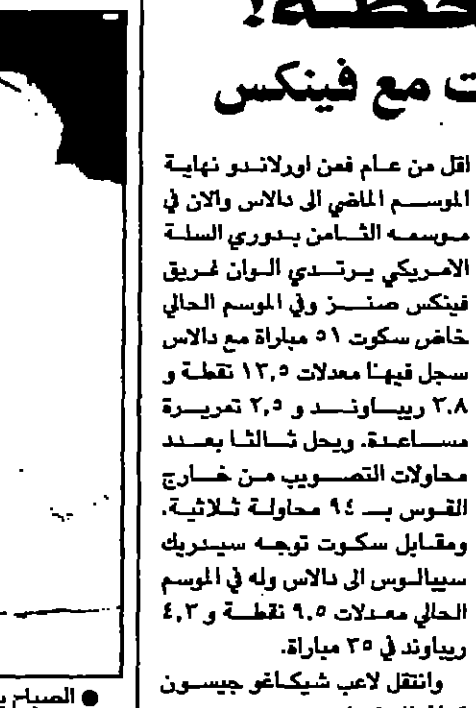 ت مع فينكس
اقل من عام فمن اورلاندو نهاية
الموسم الماضي الى دالاس والان في
موسمه الثامن بدوري السلة
الامريكي يرتدي الوان فريق
فينكس صنز وفي الموسم الحالي
خاض سكوت ٥١ مباراة مع دالاس
سجل فيها معدلات ١٣,٥ نقطة و
٣.٨ ريباوند و ٢,٥ تمريرة
مساعدة. ويحل ثالثا بعدد
محاولات التصويب من خارج
القوس بـ ٩٤ محاولة ثلاثية.
ومقابل سكوت توجه سيدريك
سيبالوس الى دالاس وله في الموسم
الحالي معدلات ٩.٥ نقطة و ٤,٣
ريباوند في ٣٥ مباراة.
وانتقل لاعب شيكاغو جيسون
● الصباح